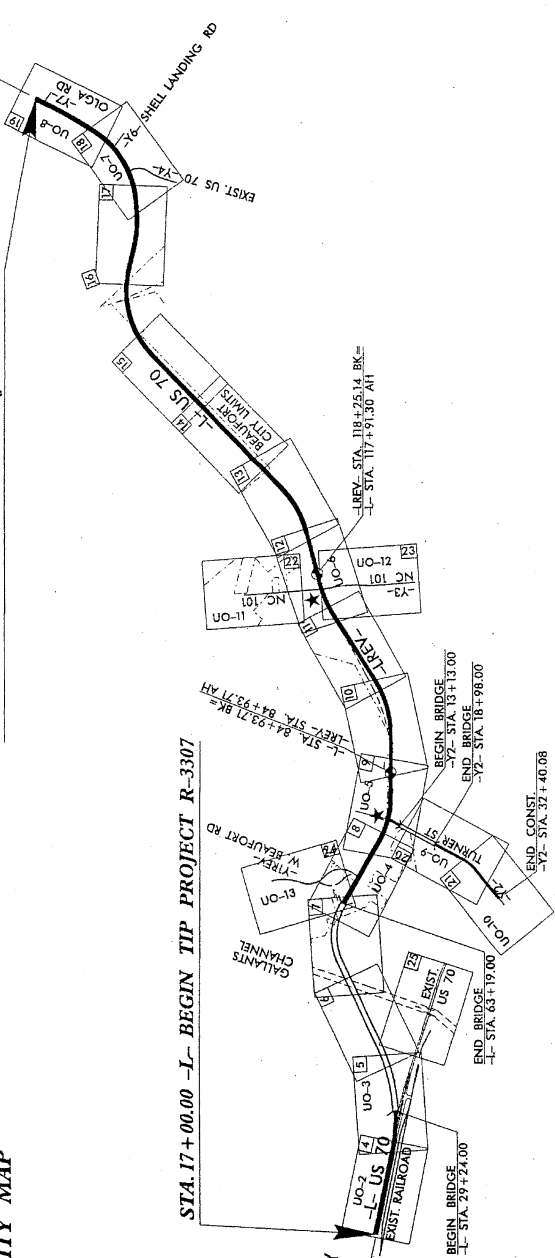 ITY MAP
STA. 17+00.00 -L- BEGIN TIP PROJECT R-3307
19
-Y7-
OLGA RD
UO-8
18
-Y6- SHELL LANDING RD
UO-7
-Y4-
EXIST. US 70
17
16
15
-L- US 70
14
BEAUFORT
CITY LIMITS
13
-LREV- STA. 118+25.14 BK=
-L- STA. 117+91.30 AH
12
22
UO-6
UO-12
23
NC 101
-Y3-
NC 101
UO-11
11
-LREV-
10
-L- STA. 84+93.71 BK=
-LREV- STA. 84+93.71 AH
9
UO-5
8
BEGIN BRIDGE
-Y2- STA. 13+13.00
END BRIDGE
-Y2- STA. 18+98.00
TURNER ST
20
UO-9
21
-Y2-
UO-10
END CONST.
-Y2- STA. 32+40.08
UO-4
-Y1REV-
W. BEAUFORT RD
24
UO-13
7
GALLANTS
CHANNEL
6
END BRIDGE
-L- STA. 63+19.00
25
EXIST.
US 70
5
UO-3
4
UO-2
-L- US 70
EXIST. RAILROAD
BEGIN BRIDGE
-L- STA. 29+24.00